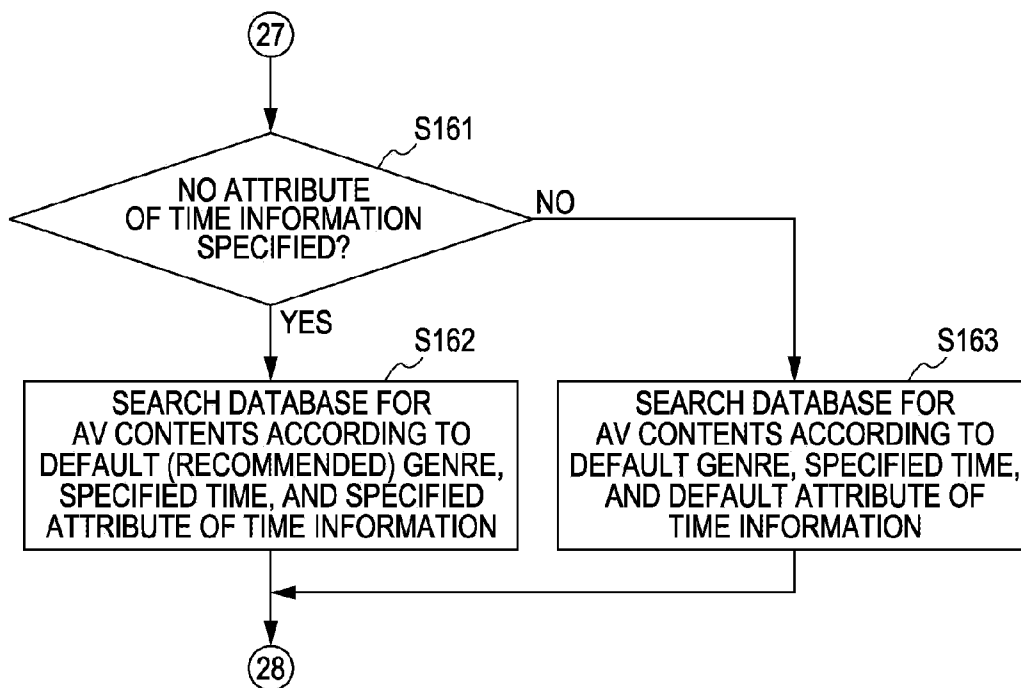 27
S161
NO ATTRIBUTE
OF TIME INFORMATION
SPECIFIED?
NO
YES
S162
SEARCH DATABASE FOR
AV CONTENTS ACCORDING TO
DEFAULT (RECOMMENDED) GENRE,
SPECIFIED TIME, AND SPECIFIED
ATTRIBUTE OF TIME INFORMATION
S163
SEARCH DATABASE FOR
AV CONTENTS ACCORDING TO
DEFAULT GENRE, SPECIFIED TIME,
AND DEFAULT ATTRIBUTE OF
TIME INFORMATION
28